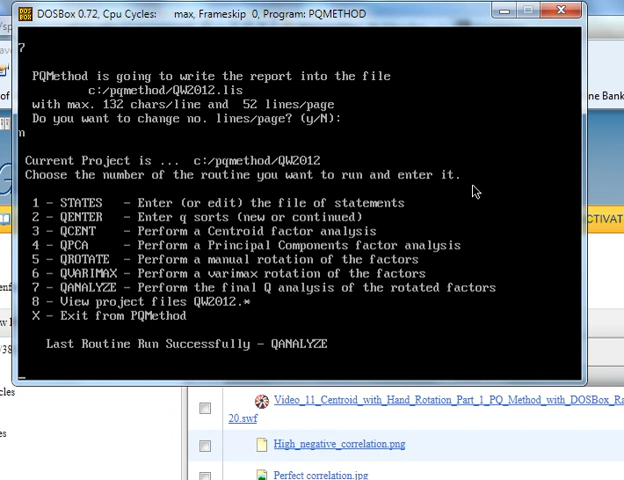 DOSBox 0.72, Cpu Cycles: max, Frameskip 0, Program: PQMETHOD
7
PQMethod is going to write the report into the file
c:/pqmethod/QW2012.lis
with max. 132 chars/line and 52 lines/page
Do you want to change no. lines/page? (y/N):
n
Current Project is ... c:/pqmethod/QW2012
Choose the number of the routine you want to run and enter it.
1 - STATES - Enter (or edit) the file of statements
2 - QENTER - Enter q sorts (new or continued)
3 - QCENT - Perform a Centroid factor analysis
4 - QPCA - Perform a Principal Components factor analysis
5 - QROTATE - Perform a manual rotation of the factors
6 - QVARIMAX - Perform a varimax rotation of the factors
7 - QANALYZE - Perform the final Q analysis of the rotated factors
8 - View project files QW2012.*
X - Exit from PQMethod
Last Routine Run Successfully - QANALYZE
of
ne Bank
Video_11_Centroid_with_Hand_Rotation_Part_1_PQ_Method_with_DOSBox_Ra
20.swf
High_negative_correlation.png
Perfect correlation.jpg